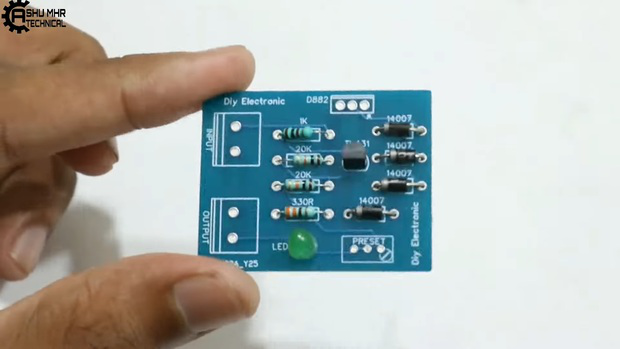 ASHU MHR
TECHNICAL
Diy Electronic
D882
1K
14007
INPUT
20K
14007
20K
14007
330R
14007
OUTPUT
LED
PRESET
Diy Electronic